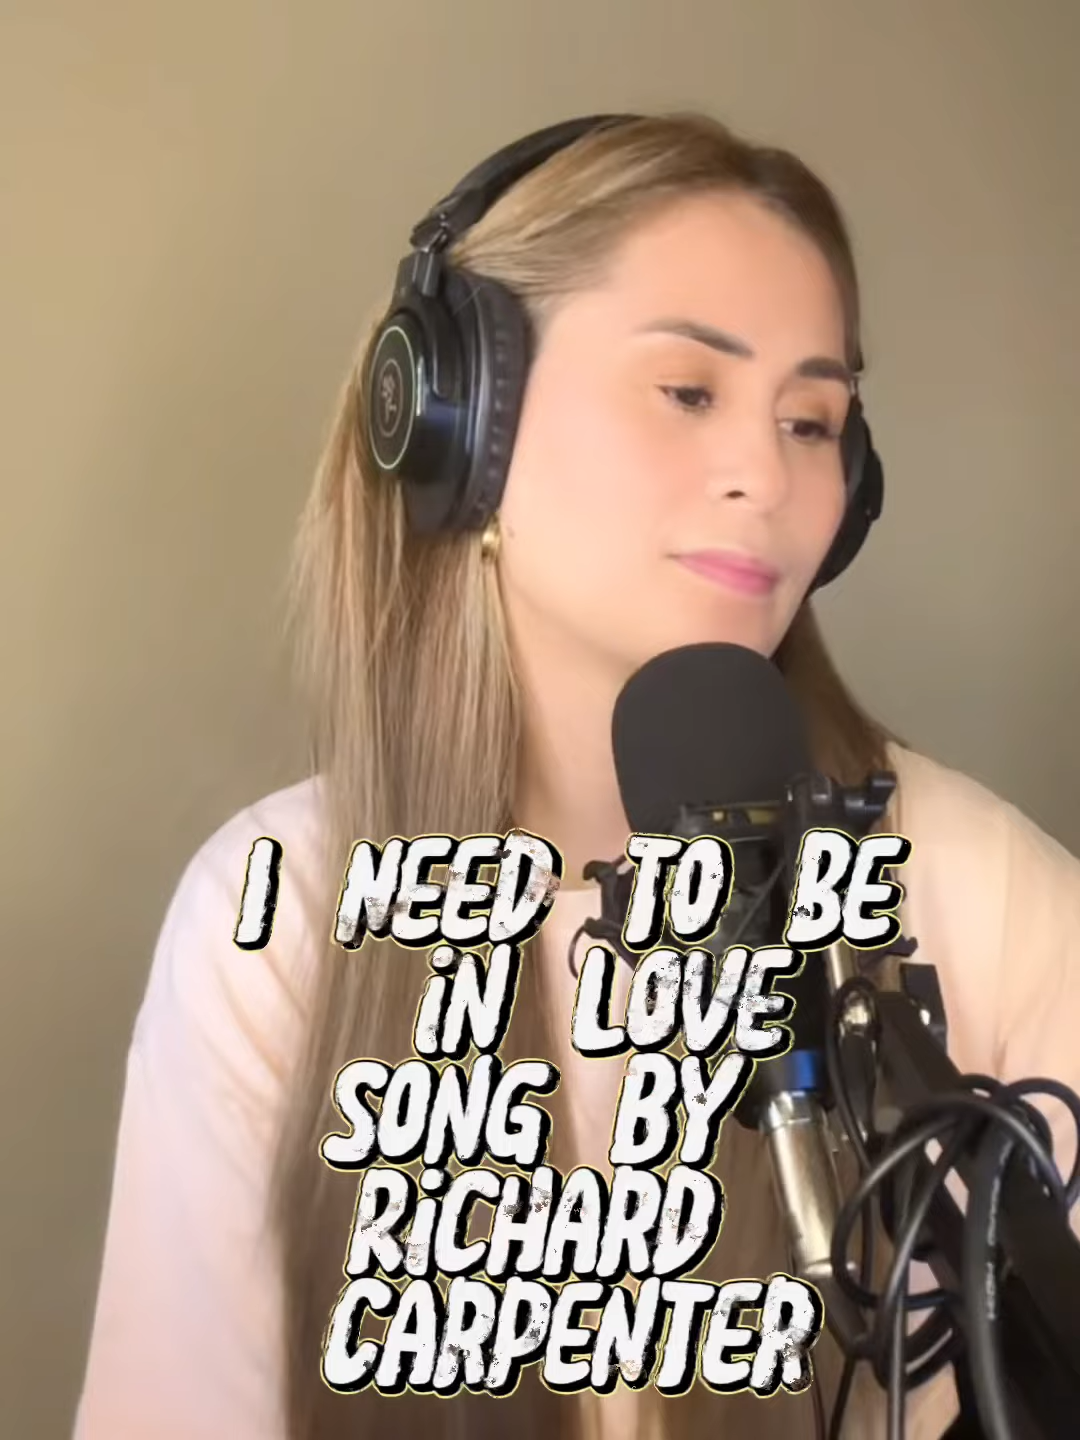 I NEED TO BE
iN LOVE
SONG BY
RiCHARD
CARPENTER